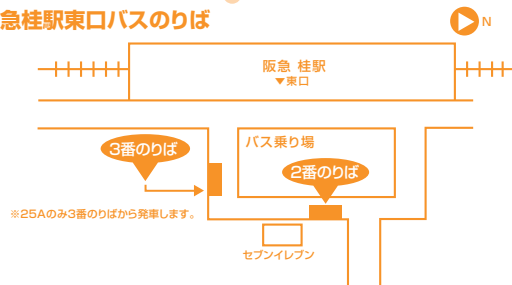 急桂駅東口バスのりば
N
阪急 桂駅
▼東口
バス乗り場
3番のりば
2番のりば
※25Aのみ3番のりばから発車します。
セブンイレブン